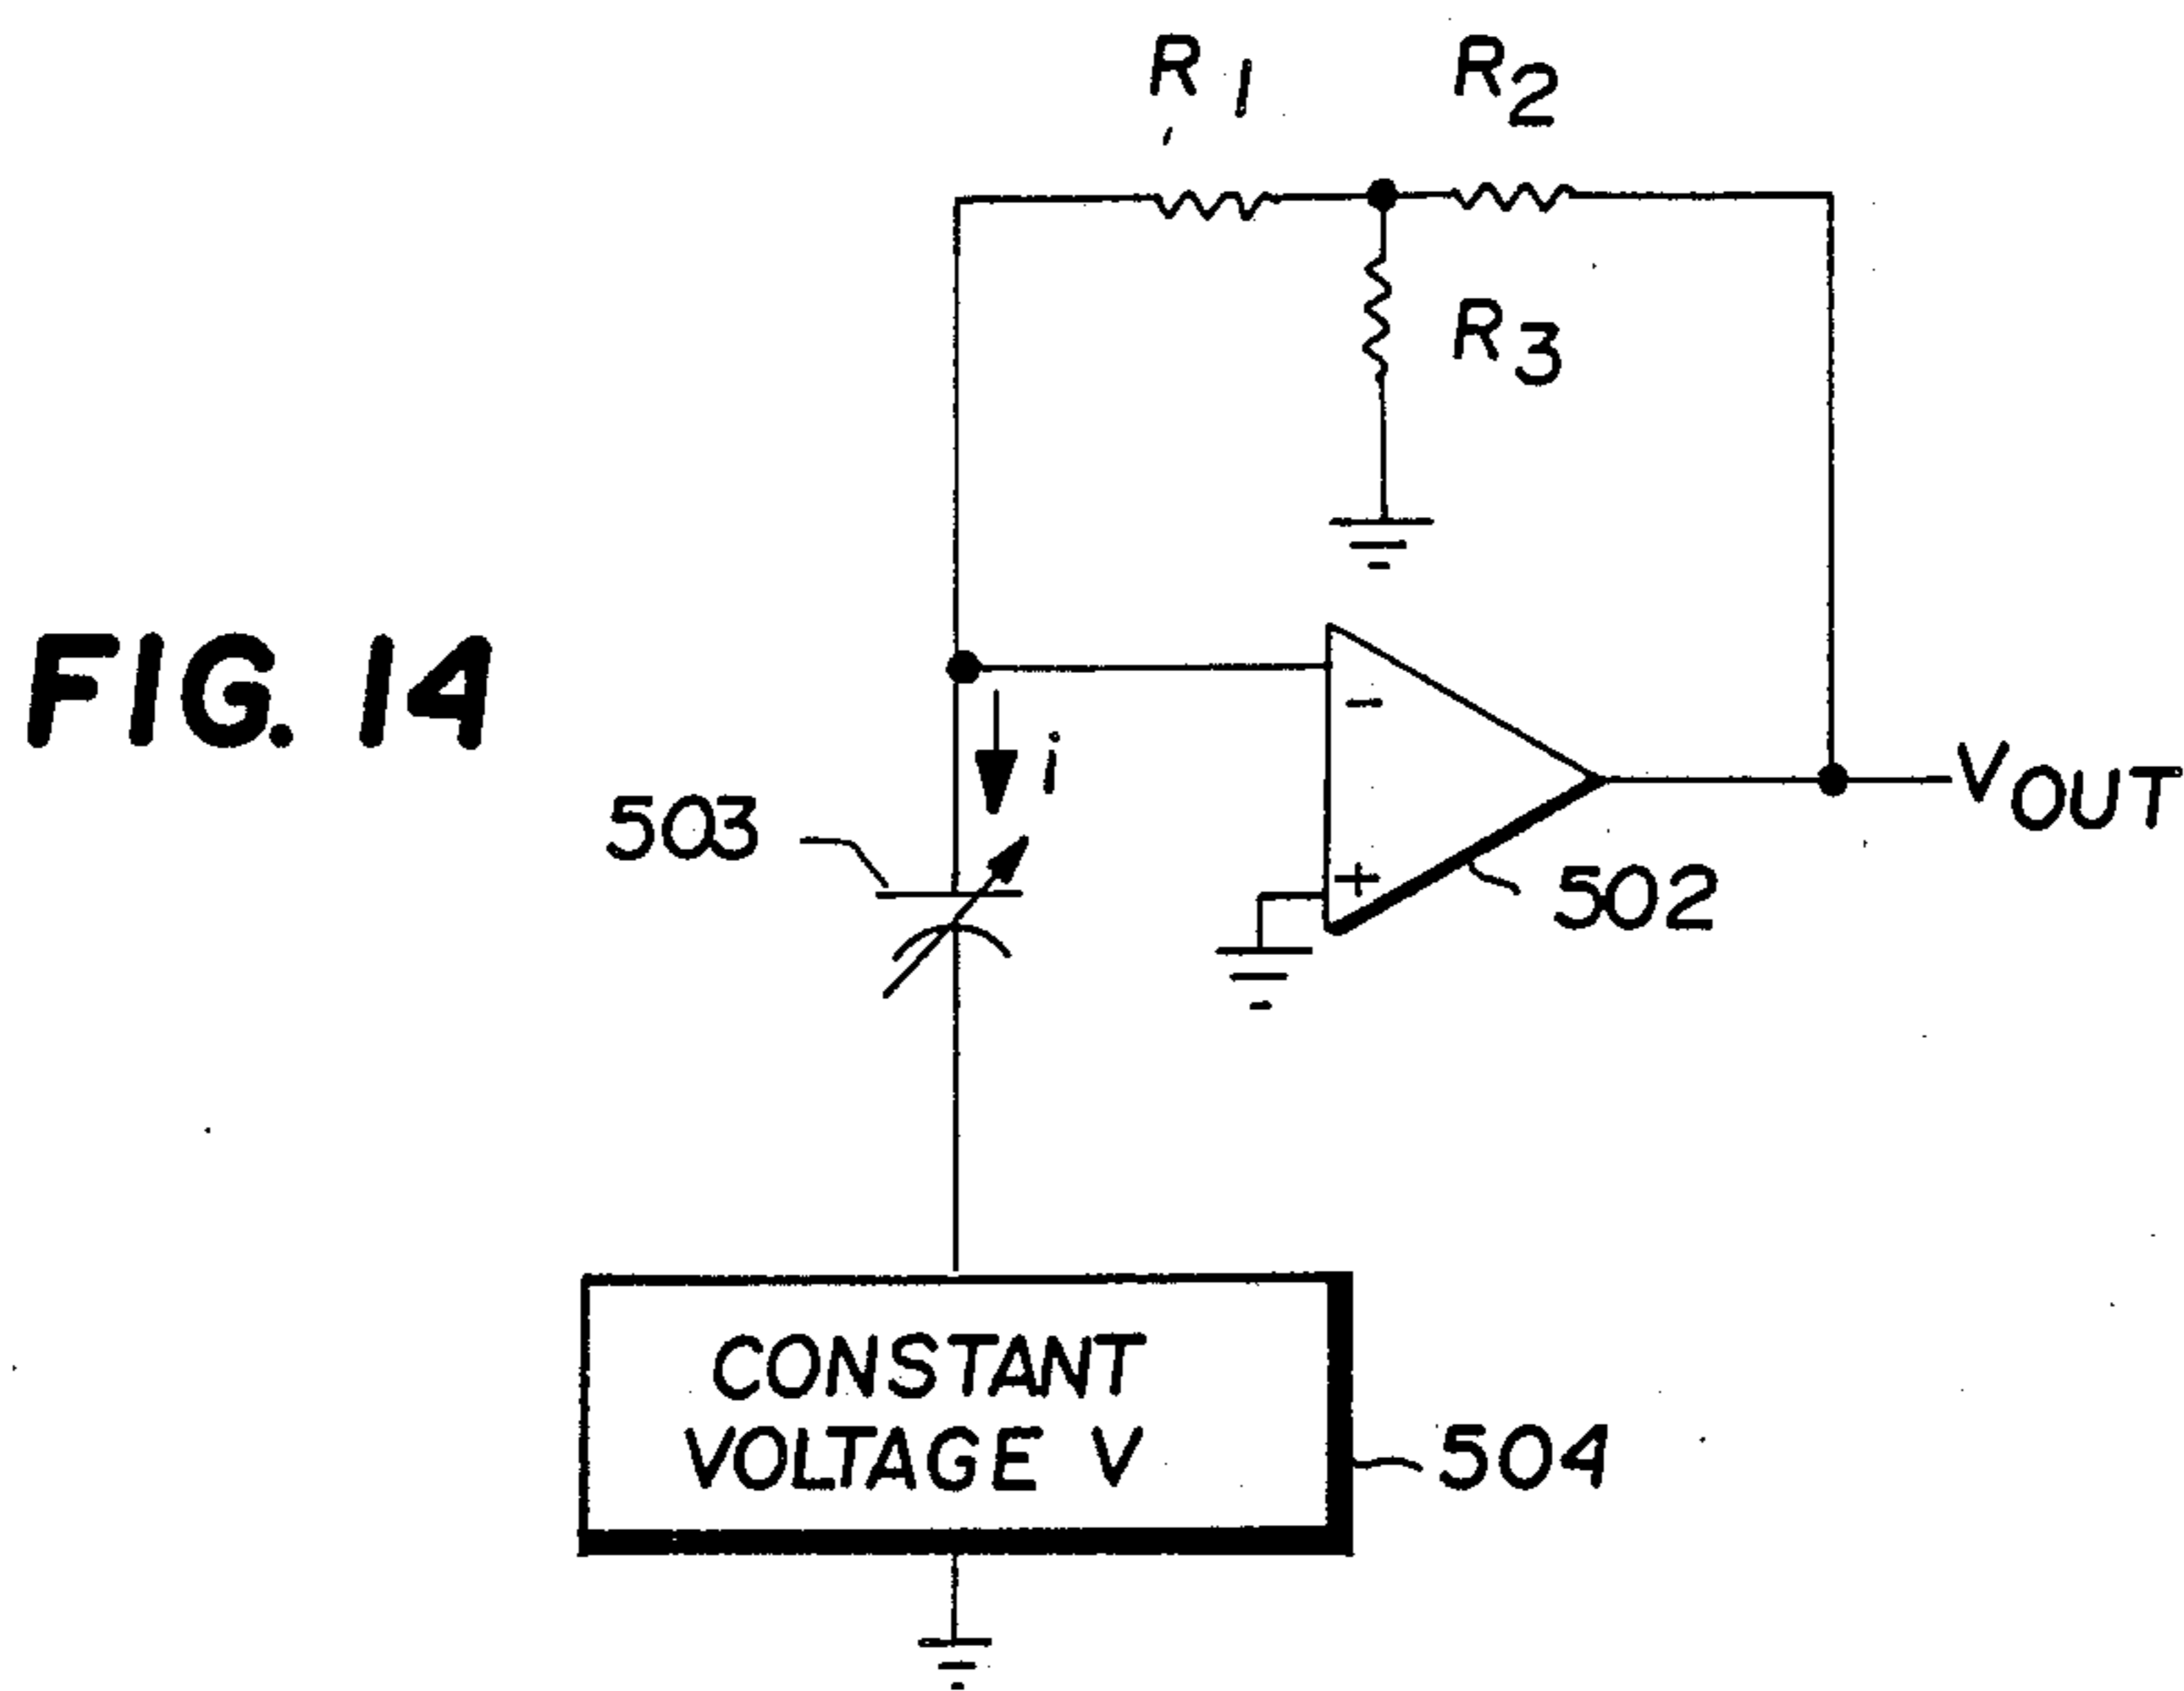 R1
R2
R3
FIG. 14
-
i
503
VOUT
+
502
CONSTANT
VOLTAGE V
504